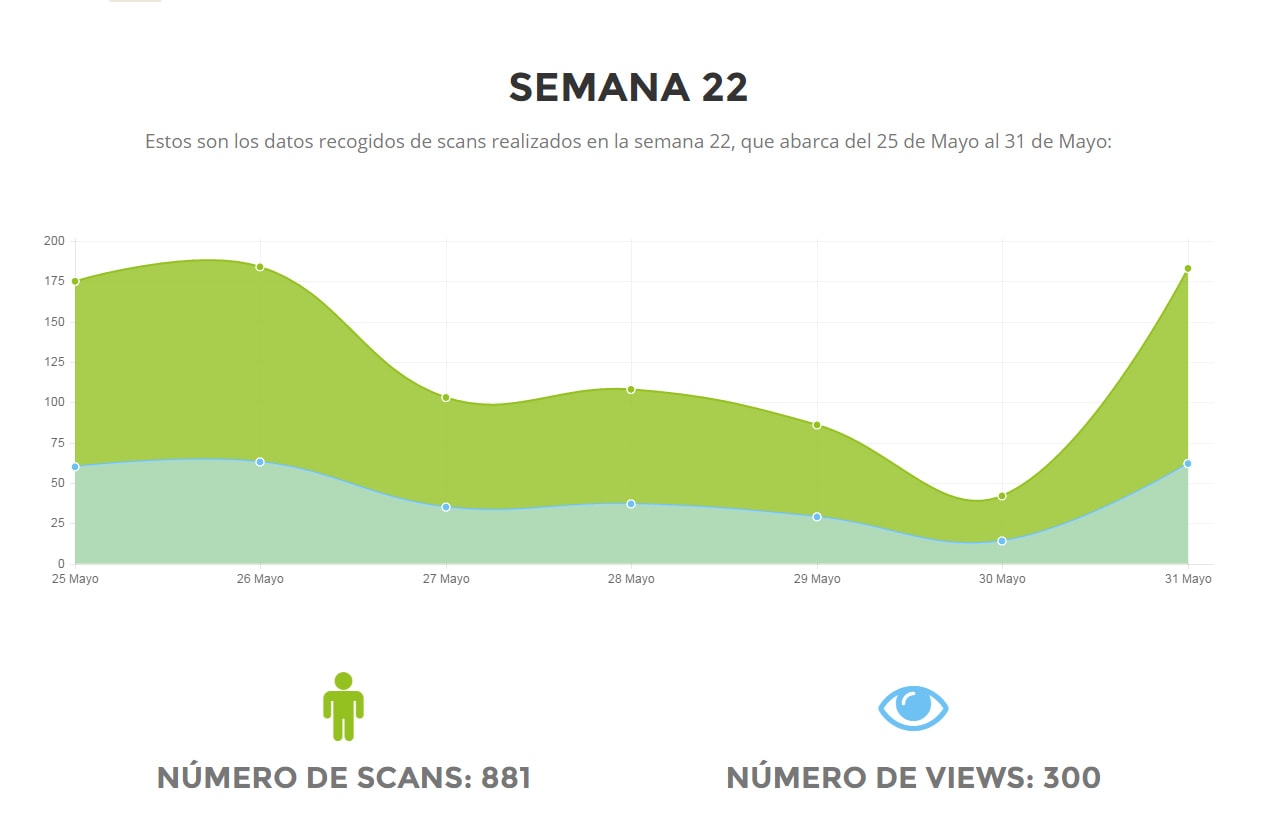 SEMANA 22
Estos son los datos recogidos de scans realizados en la semana 22, que abarca del 25 de Mayo al 31 de Mayo:
200
175
150
125
100
75
50
25
0
25 Mayo 26 Mayo 27 Mayo 28 Mayo 29 Mayo 30 Mayo 31 Mayo
NÚMERO DE SCANS: 881 NÚMERO DE VIEWS: 300